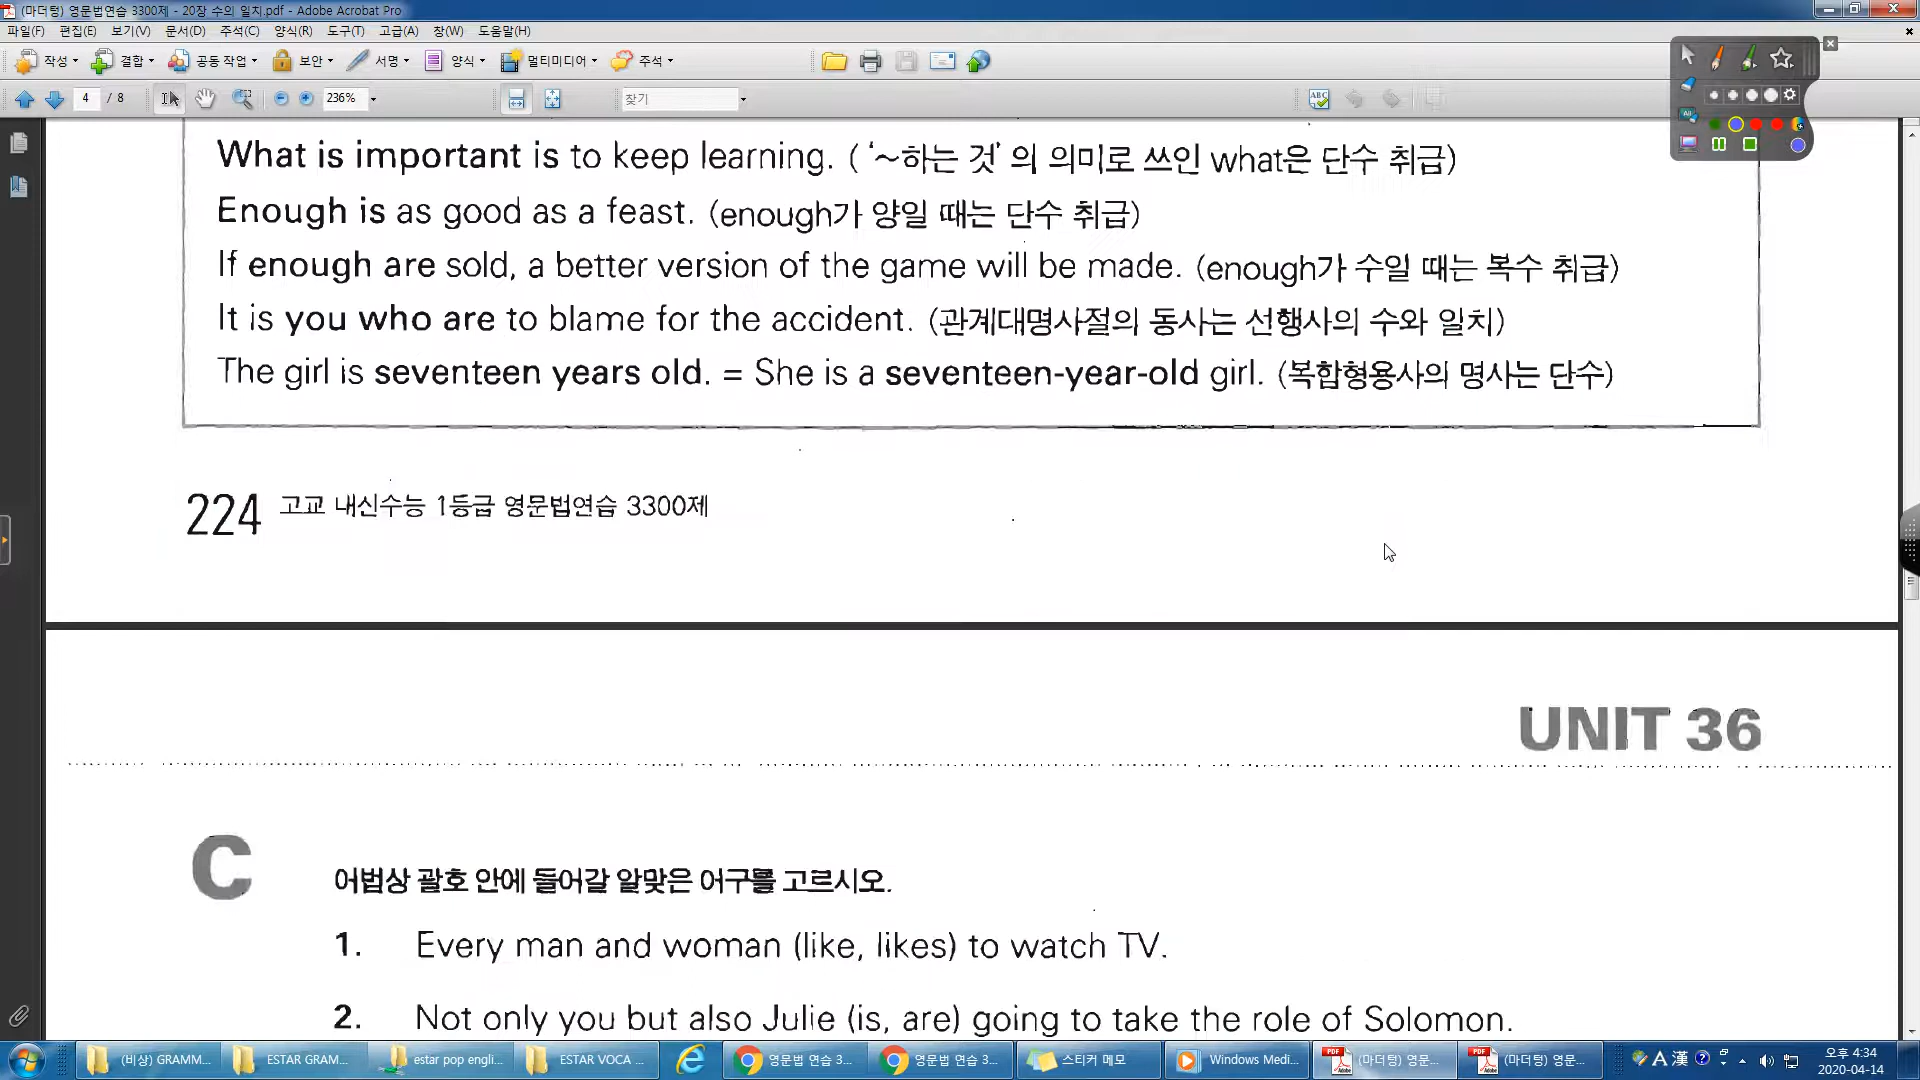 (마더텅) 영문법연습 3300제 - 20장 수의 일치.pdf - Adobe Acrobat Pro
파일(F) 편집(E) 보기(V) 문서(D) 주석(C) 양식(R) 도구(T) 고급(A) 창(W) 도움말(H)
작성 결합 공동 작업 보안 서명 양식 멀티미디어 주석
4 / 8 236% 찾기
What is important is to keep learning. ( ‘~하는 것’ 의 의미로 쓰인 what은 단수 취급)
Enough is as good as a feast. (enough가 양일 때는 단수 취급)
If enough are sold, a better version of the game will be made. (enough가 수일 때는 복수 취급)
It is you who are to blame for the accident. (관계대명사절의 동사는 선행사의 수와 일치)
The girl is seventeen years old. = She is a seventeen-year-old girl. (복합형용사의 명사는 단수)
224 고교 내신수능 1등급 영문법연습 3300제
UNIT 36
C 어법상 괄호 안에 들어갈 알맞은 어구를 고르시오.
1. Every man and woman (like, likes) to watch TV.
2. Not only you but also Julie (is, are) going to take the role of Solomon.
(비상) GRAMM... ESTAR GRAM... estar pop engli... ESTAR VOCA ... 영문법 연습 3... 영문법 연습 3... 스티커 메모 Windows Medi... (마더텅) 영문... (마더텅) 영문... A 漢 오후 4:34
2020-04-14